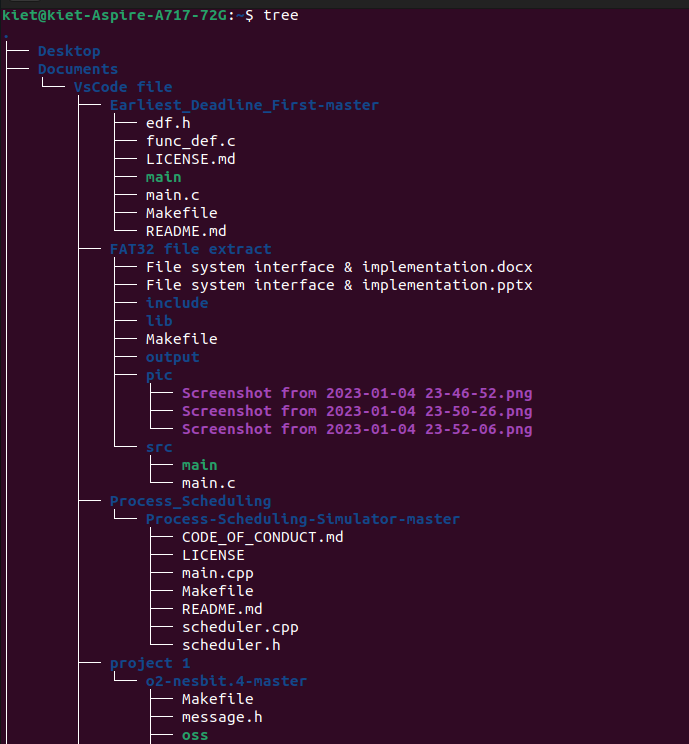 kiet@kiet-Aspire-A717-72G:~$ tree
.
├── Desktop
├── Documents
│   └── VsCode file
│       ├── Earliest_Deadline_First-master
│       │   ├── edf.h
│       │   ├── func_def.c
│       │   ├── LICENSE.md
│       │   ├── main
│       │   ├── main.c
│       │   ├── Makefile
│       │   └── README.md
│       ├── FAT32 file extract
│       │   ├── File system interface & implementation.docx
│       │   ├── File system interface & implementation.pptx
│       │   ├── include
│       │   ├── lib
│       │   ├── Makefile
│       │   ├── output
│       │   ├── pic
│       │   │   ├── Screenshot from 2023-01-04 23-46-52.png
│       │   │   ├── Screenshot from 2023-01-04 23-50-26.png
│       │   │   └── Screenshot from 2023-01-04 23-52-06.png
│       │   └── src
│       │       ├── main
│       │       └── main.c
│       ├── Process_Scheduling
│       │   └── Process-Scheduling-Simulator-master
│       │       ├── CODE_OF_CONDUCT.md
│       │       ├── LICENSE
│       │       ├── main.cpp
│       │       ├── Makefile
│       │       ├── README.md
│       │       ├── scheduler.cpp
│       │       └── scheduler.h
│       ├── project 1
│       │   └── o2-nesbit.4-master
│       │       ├── Makefile
│       │       ├── message.h
│       │       ├── oss